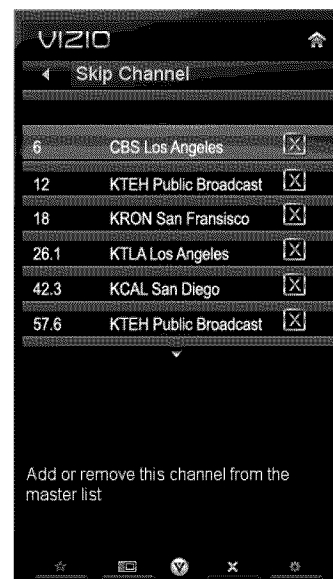 VIZIO
Skip Channel
6 CBS Los Angeles X
12 KTEH Public Broadcast X
18 KRON San Fransisco X
26.1 KTLA Los Angeles X
42.3 KCAL San Diego X
57.6 KTEH Public Broadcast X
Add or remove this channel from the
master list